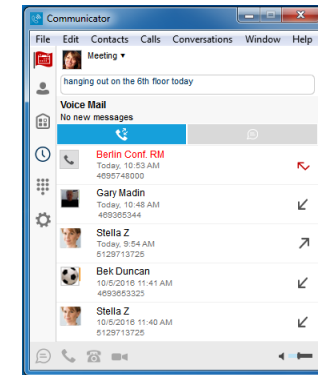 Communicator
File Edit Contacts Calls Conversations Window Help
Meeting
hanging out on the 6th floor today
Voice Mail
No new messages
Berlin Conf. RM
Today, 10:53 AM
4695748000
Gary Madin
Today, 10:48 AM
469365344
Stella Z
Today, 9:54 AM
5129713725
Bek Duncan
10/5/2016 11:41 AM
4693653325
Stella Z
10/5/2016 11:40 AM
5129713725